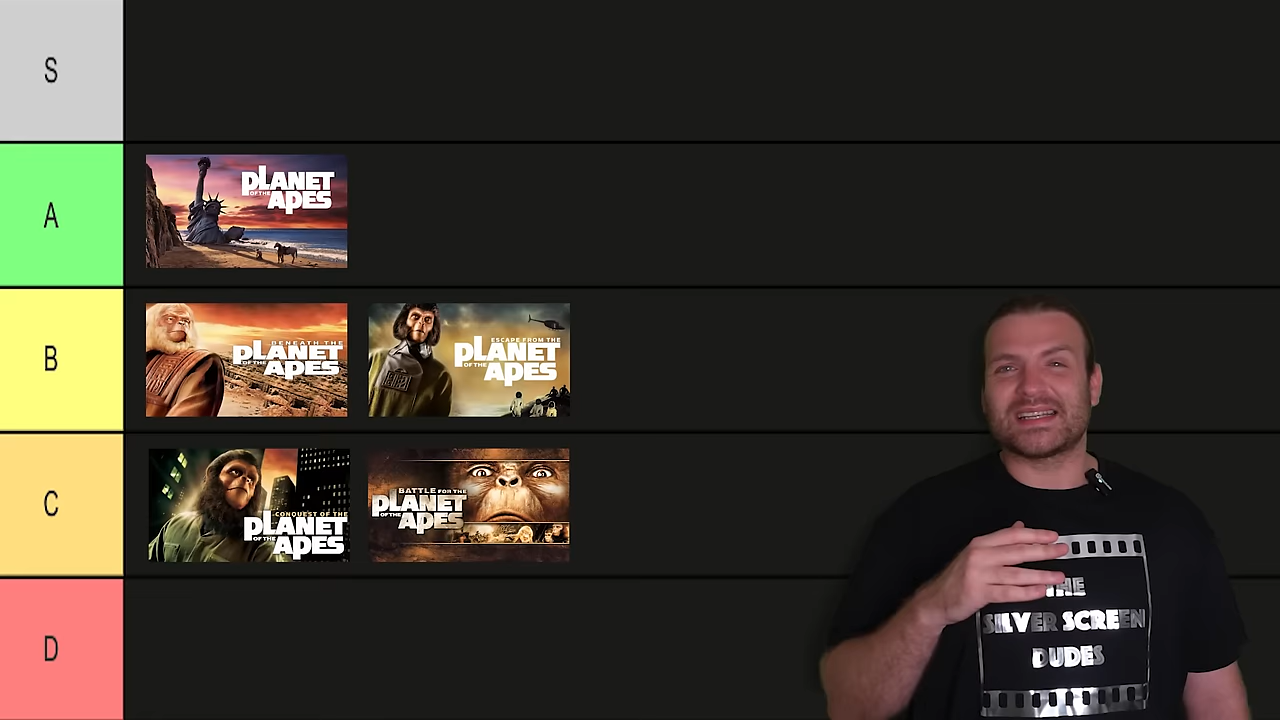 S
A
PLANET
OF THE
APES
B
BENEATH THE
PLANET
OF THE
APES
ESCAPE FROM THE
PLANET
OF THE
APES
C
CONQUEST OF THE
PLANET
OF THE
APES
BATTLE FOR THE
PLANET
OF THE
APES
D
THE
SILVER SCREEN
DUDES